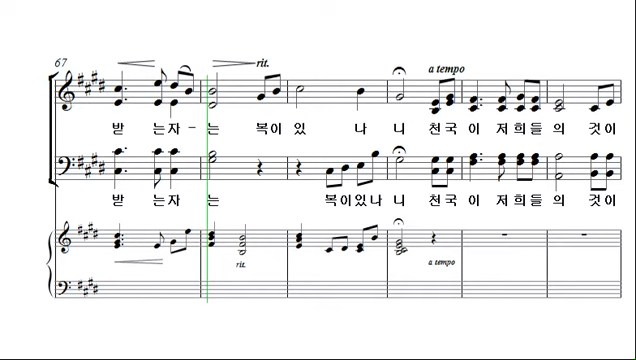 67
rit.
a tempo
받 는자 - 는 복이 있 나 니 천국 이 저희들 의 것이
받 는자 는 복이있나 니 천국 이 저희들 의 것이
rit.
a tempo